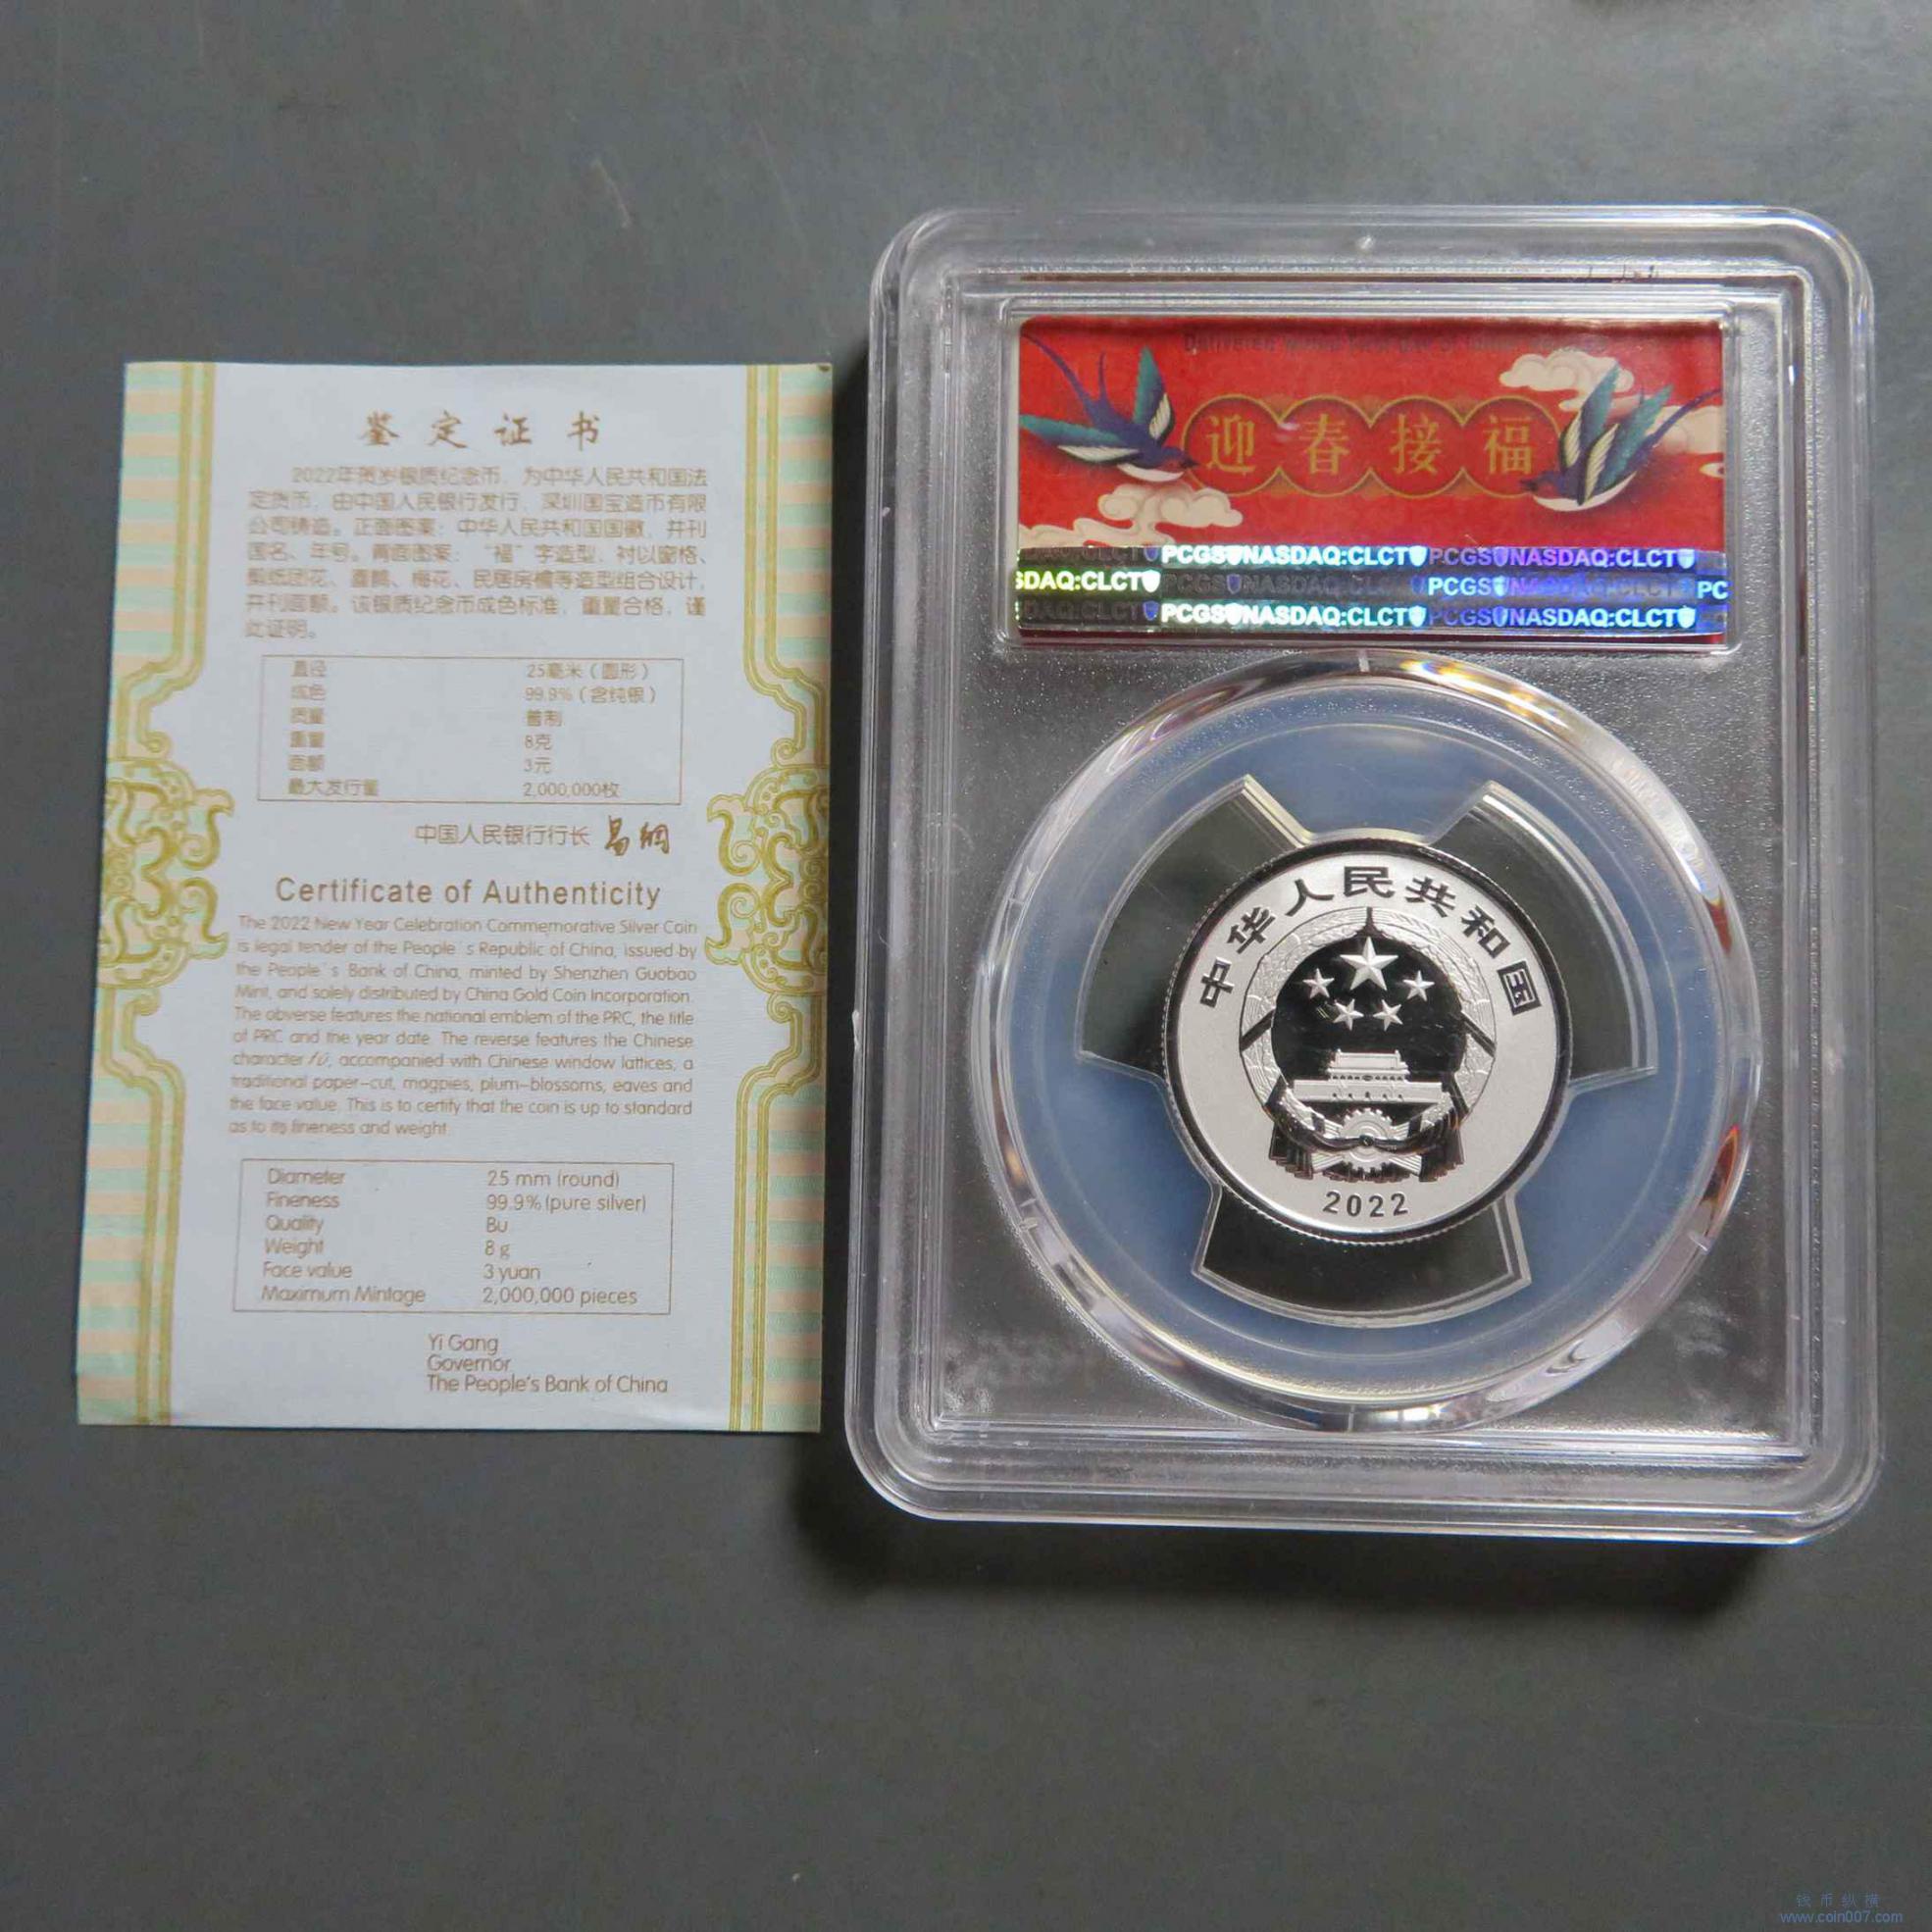 鉴定证书
2022年贺岁银质纪念币,为中华人民共和国法
定货币,由中国人民银行发行,深圳国宝造币有限
公司铸造。正面图案:中华人民共和国国徽,并刊
国名、年号。背面图案:“福”字造型,衬以窗格、
剪纸团花、喜鹊、梅花、民居房檐等造型组合设计,
并刊面额。该银质纪念币成色标准,重量合格,谨
此证明。
直径 25毫米(圆形)
成色 99.9%(含纯银)
质量 普制
重量 8克
面额 3元
最大发行量 2,000,000枚
中国人民银行行长 易纲
Certificate of Authenticity
The 2022 New Year Celebration Commemorative Silver Coin
is legal tender of the People's Republic of China, issued by
the People's Bank of China, minted by Shenzhen Guobao
Mint, and solely distributed by China Gold Coin Incorporation.
The obverse features the national emblem of the PRC, the title
of PRC and the year date. The reverse features the Chinese
character fú, accompanied with Chinese window lattices, a
traditional paper-cut, magpies, plum-blossoms, eaves and
the face value. This is to certify that the coin is up to standard
as to its fineness and weight
Diameter 25 mm (round)
Fineness 99.9% (pure silver)
Quality Bu
Weight 8 g
Face value 3 yuan
Maximum Mintage 2,000,000 pieces
Yi Gang
Governor
The People's Bank of China
迎春接福
PCGS NASDAQ:CLCT PCGS NASDAQ:CLCT
SDAQ:CLCT PCGS NASDAQ:CLCT PCGS NASDAQ:CLCT PC
DAQ:CLCT PCGS NASDAQ:CLCT PCGS NASDAQ:CLCT
中华人民共和国
2022
钱币纵横
www.coin007.com